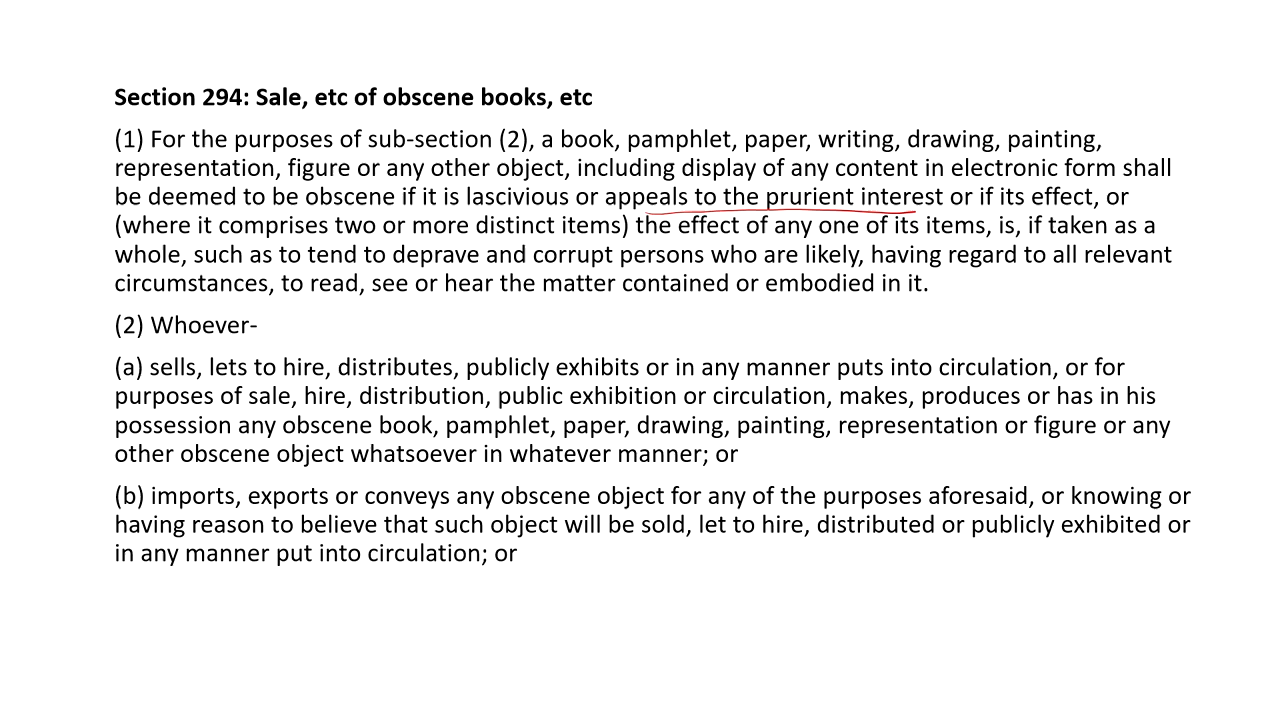 Section 294: Sale, etc of obscene books, etc
(1) For the purposes of sub-section (2), a book, pamphlet, paper, writing, drawing, painting,
representation, figure or any other object, including display of any content in electronic form shall
be deemed to be obscene if it is lascivious or appeals to the prurient interest or if its effect, or
(where it comprises two or more distinct items) the effect of any one of its items, is, if taken as a
whole, such as to tend to deprave and corrupt persons who are likely, having regard to all relevant
circumstances, to read, see or hear the matter contained or embodied in it.
(2) Whoever-
(a) sells, lets to hire, distributes, publicly exhibits or in any manner puts into circulation, or for
purposes of sale, hire, distribution, public exhibition or circulation, makes, produces or has in his
possession any obscene book, pamphlet, paper, drawing, painting, representation or figure or any
other obscene object whatsoever in whatever manner; or
(b) imports, exports or conveys any obscene object for any of the purposes aforesaid, or knowing or
having reason to believe that such object will be sold, let to hire, distributed or publicly exhibited or
in any manner put into circulation; or